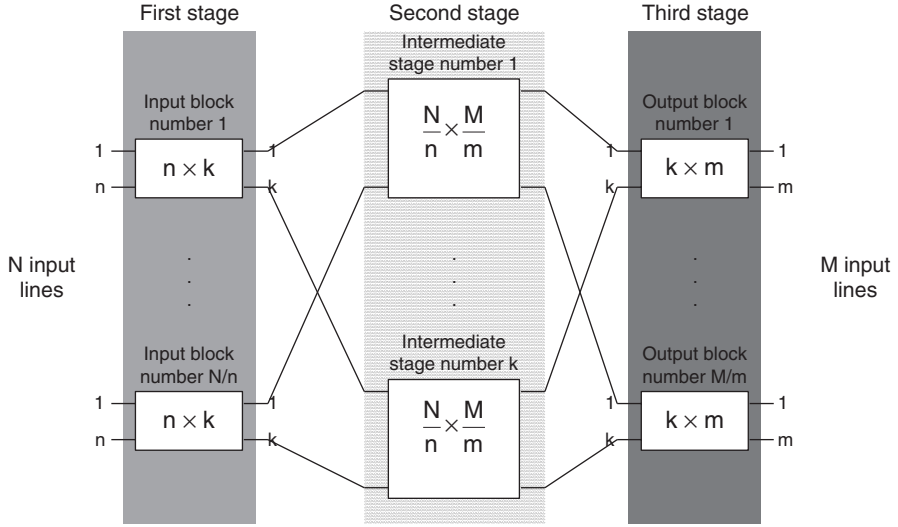 First stage
Second stage
Third stage
Intermediate
stage number 1
Input block
number 1
N/n × M/m
Output block
number 1
1
n
n × k
1
k
1
k
k × m
1
m
.
.
.
.
.
.
.
.
.
N input
lines
M input
lines
Input block
number N/n
Intermediate
stage number k
Output block
number M/m
1
n
n × k
1
k
N/n × M/m
1
k
k × m
1
m